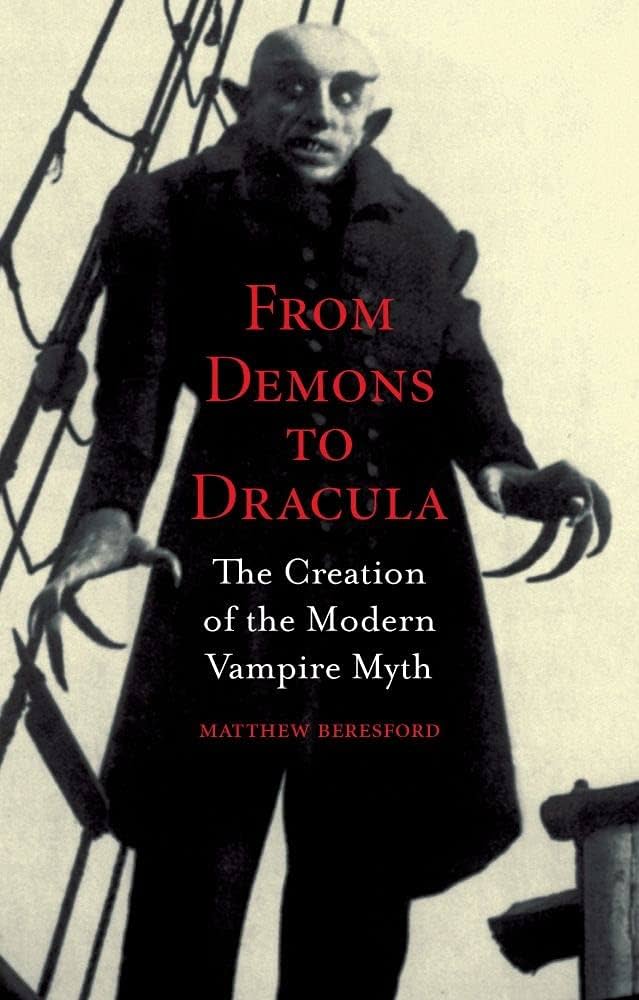 From
Demons
to
Dracula
The Creation
of the Modern
Vampire Myth
MATTHEW BERESFORD